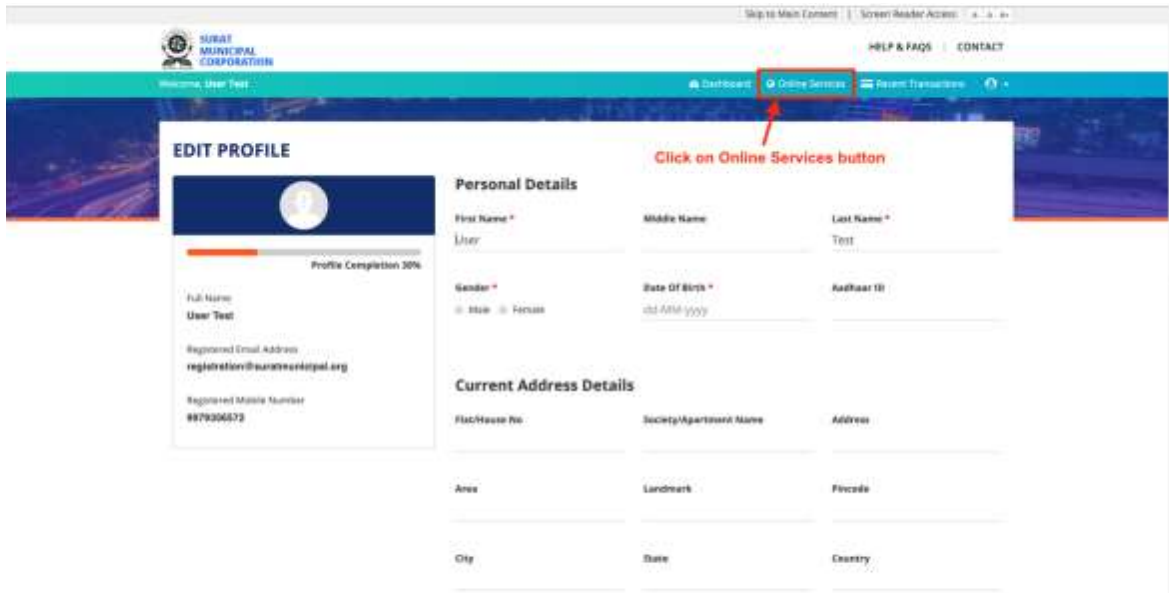 Skip to Main Content | Screen Reader Access A- A A+
SURAT
MUNICIPAL
CORPORATION
HELP & FAQS | CONTACT
Welcome, User Test
Dashboard Online Services Recent Transactions
EDIT PROFILE
Click on Online Services button
Personal Details
First Name * Middle Name Last Name *
User Test
Profile Completion 30%
Gender * Date Of Birth * Aadhaar ID
Male Female dd-MM-yyyy
Full Name
User Test
Registered Email Address
registration@suratmunicipal.org
Current Address Details
Registered Mobile Number
Flat/House No Society/Apartment Name Address
Area Landmark Pincode
City State Country